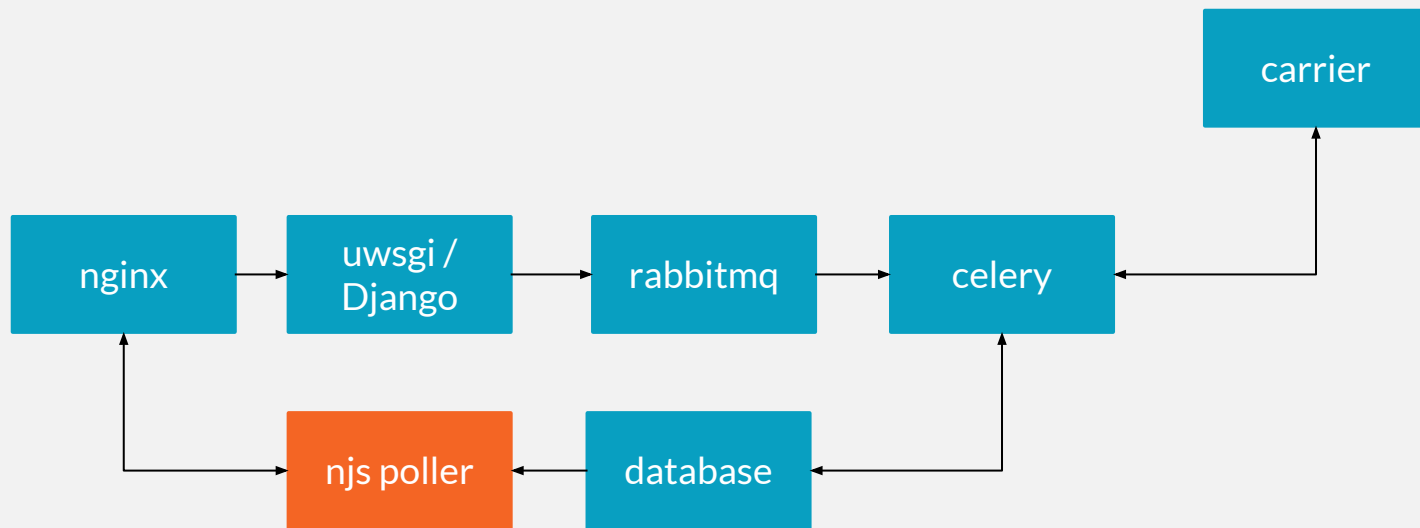 carrier
nginx
uwsgi /
Django
rabbitmq
celery
njs poller
database